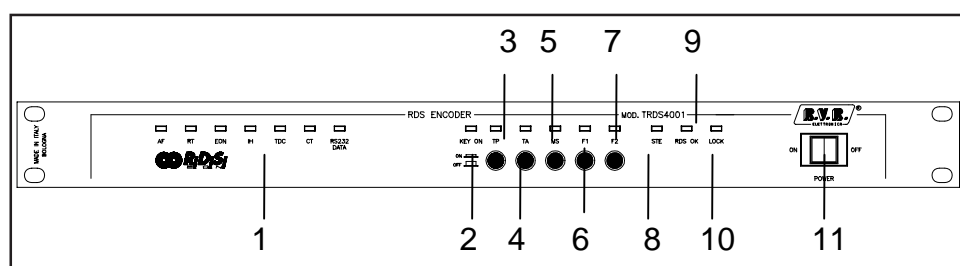 3 5 7 9
RDS ENCODER MOD. TRDS4001
R.V.R. ®
ELETTRONICA
MADE IN ITALY
BOLOGNA
AF RT EON IH TDC CT RS232
DATA
KEY ON TP TA MS F1 F2 STE RDS OK LOCK
ON
OFF
ON OFF
POWER
1 2 4 6 8 10 11